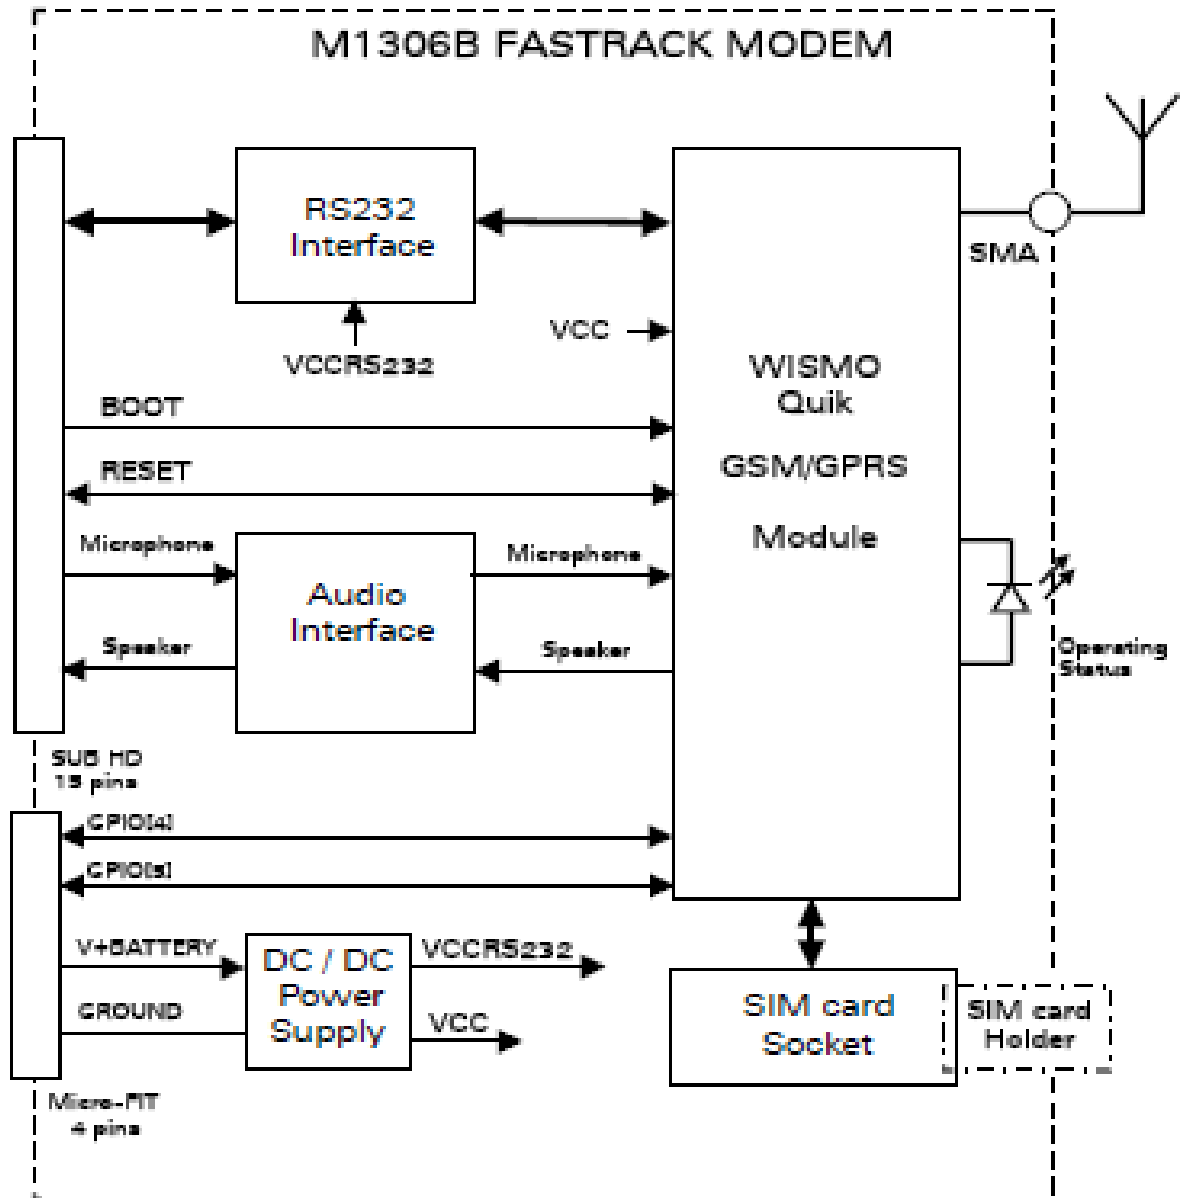 M1306B FASTRACK MODEM
RS232
Interface
SMA
VCC
VCCRS232
WISMO
Quik
GSM/GPRS
Module
BOOT
RESET
Microphone
Microphone
Audio
Interface
Speaker
Speaker
Operating
Status
SUB HD
15 pins
GPIO[4]
GPIO[5]
V+BATTERY
GROUND
DC / DC
Power
Supply
VCCRS232
VCC
SIM card
Socket
SIM card
Holder
Micro-FIT
4 pins